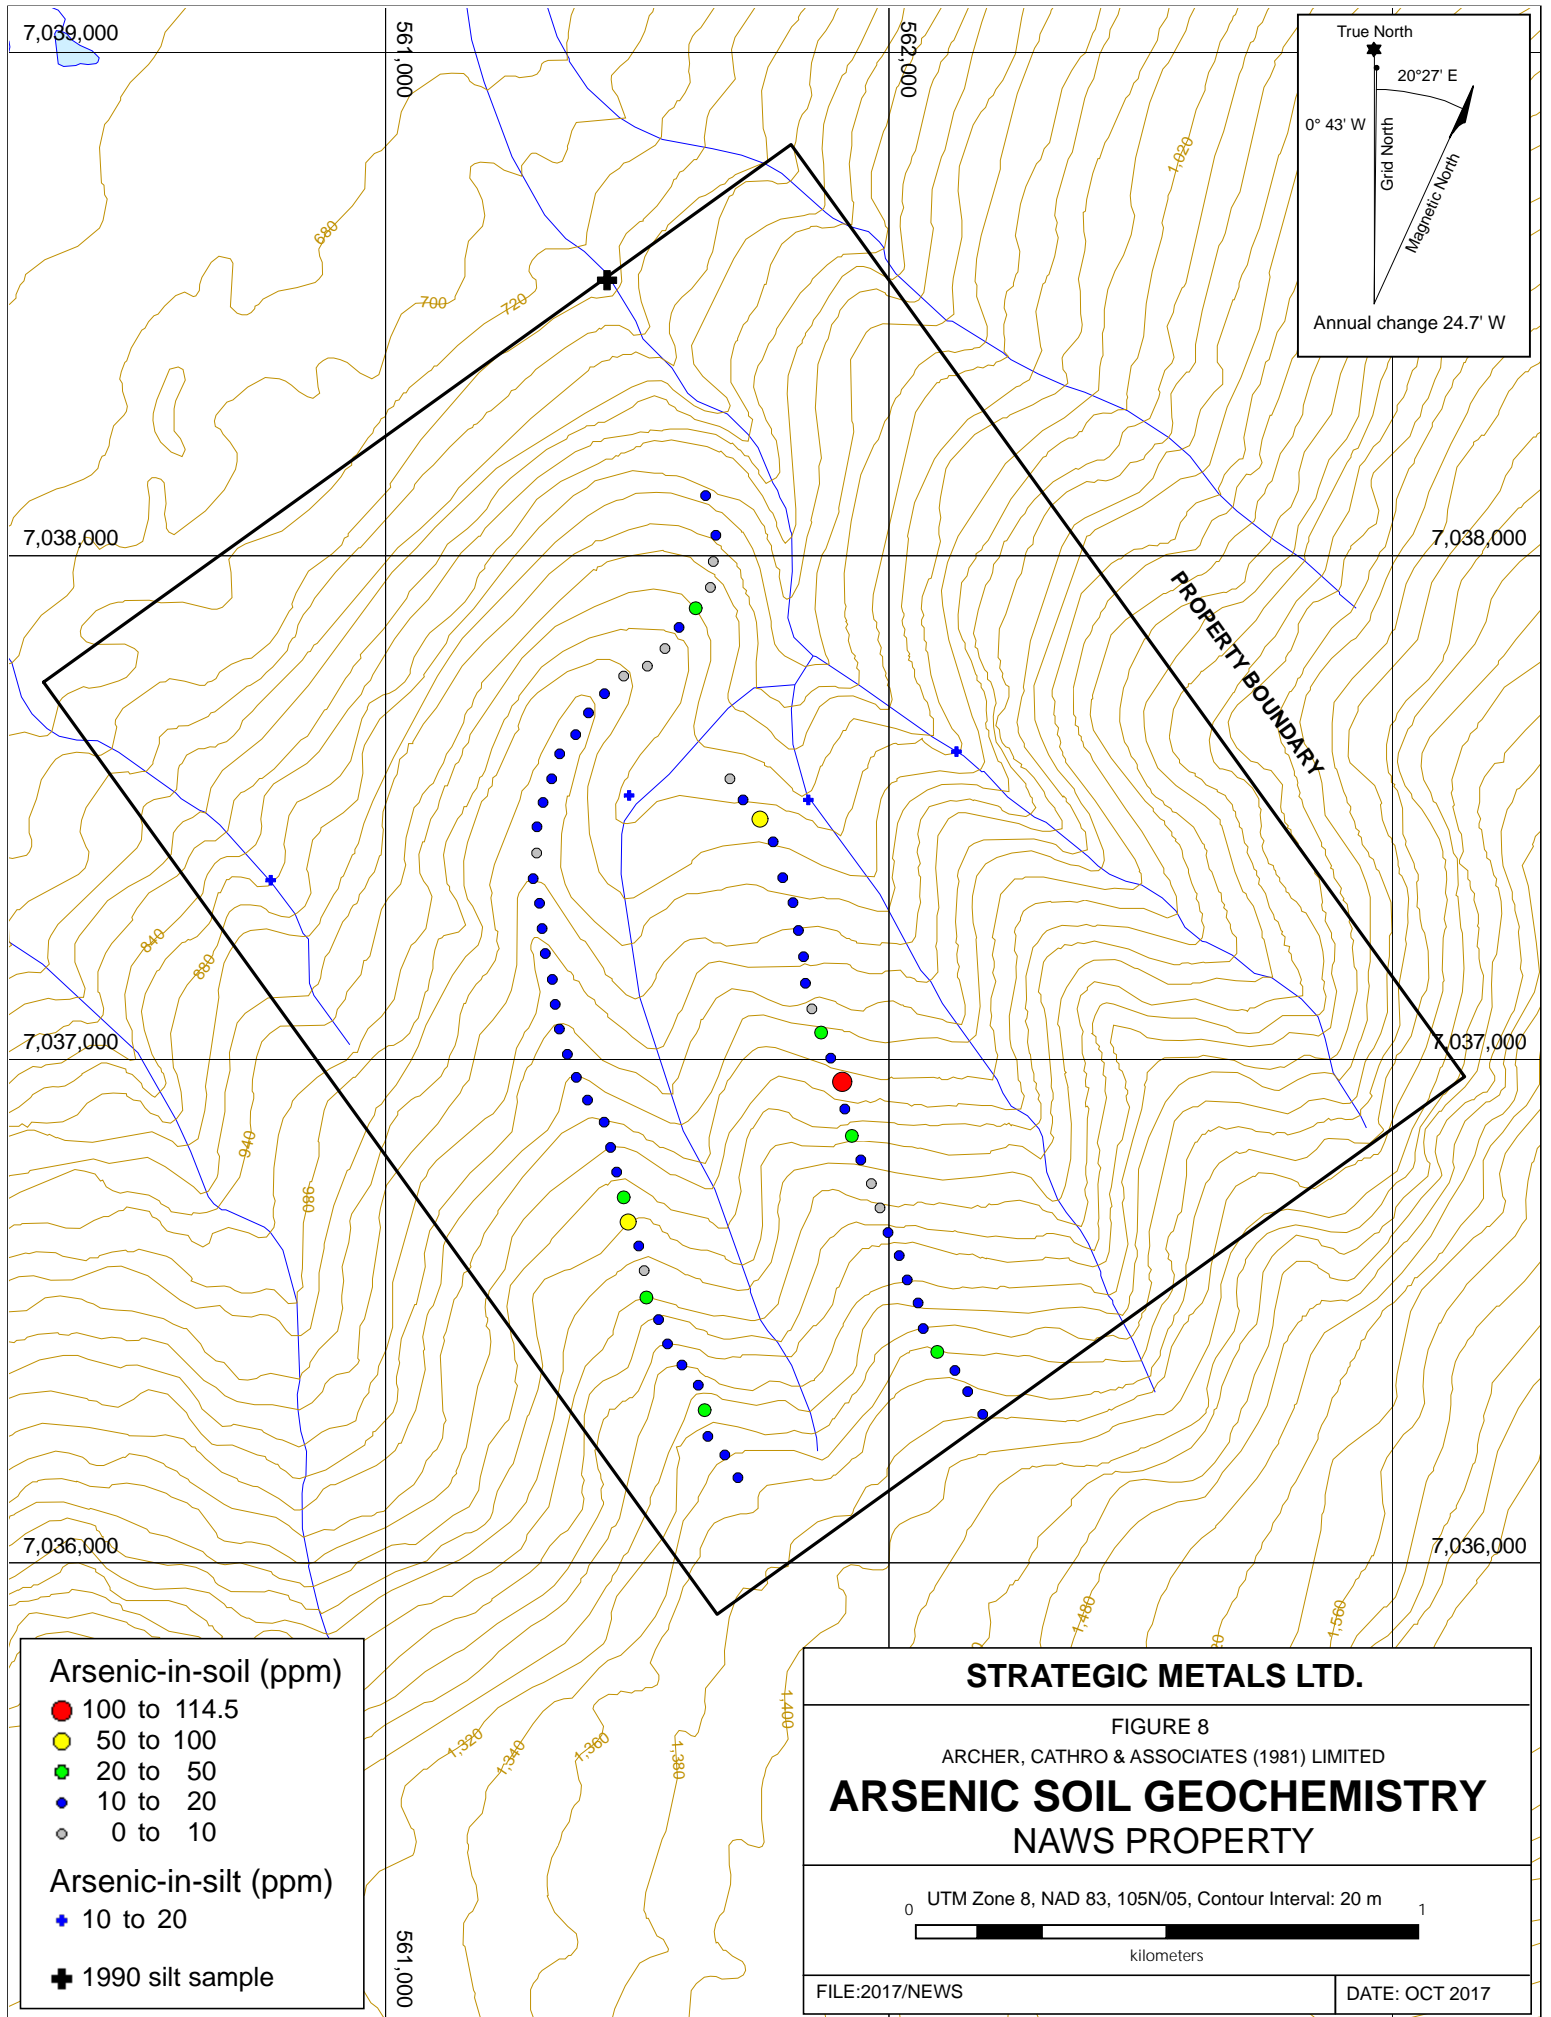 7,039,000
561,000
562,000
True North
20°27' E
0° 43' W
Grid North
Magnetic North
Annual change 24.7' W
1,020
680
700
720
7,038,000
7,038,000
PROPERTY BOUNDARY
840
880
7,037,000
7,037,000
940
980
7,036,000
7,036,000
1,480
1,560
1,400
1,320
1,340
1,360
1,380
Arsenic-in-soil (ppm)
100 to 114.5
50 to 100
20 to 50
10 to 20
0 to 10
Arsenic-in-silt (ppm)
10 to 20
1990 silt sample
561,000
STRATEGIC METALS LTD.
FIGURE 8
ARCHER, CATHRO & ASSOCIATES (1981) LIMITED
ARSENIC SOIL GEOCHEMISTRY
NAWS PROPERTY
UTM Zone 8, NAD 83, 105N/05, Contour Interval: 20 m
0 1
kilometers
FILE:2017/NEWS
DATE: OCT 2017